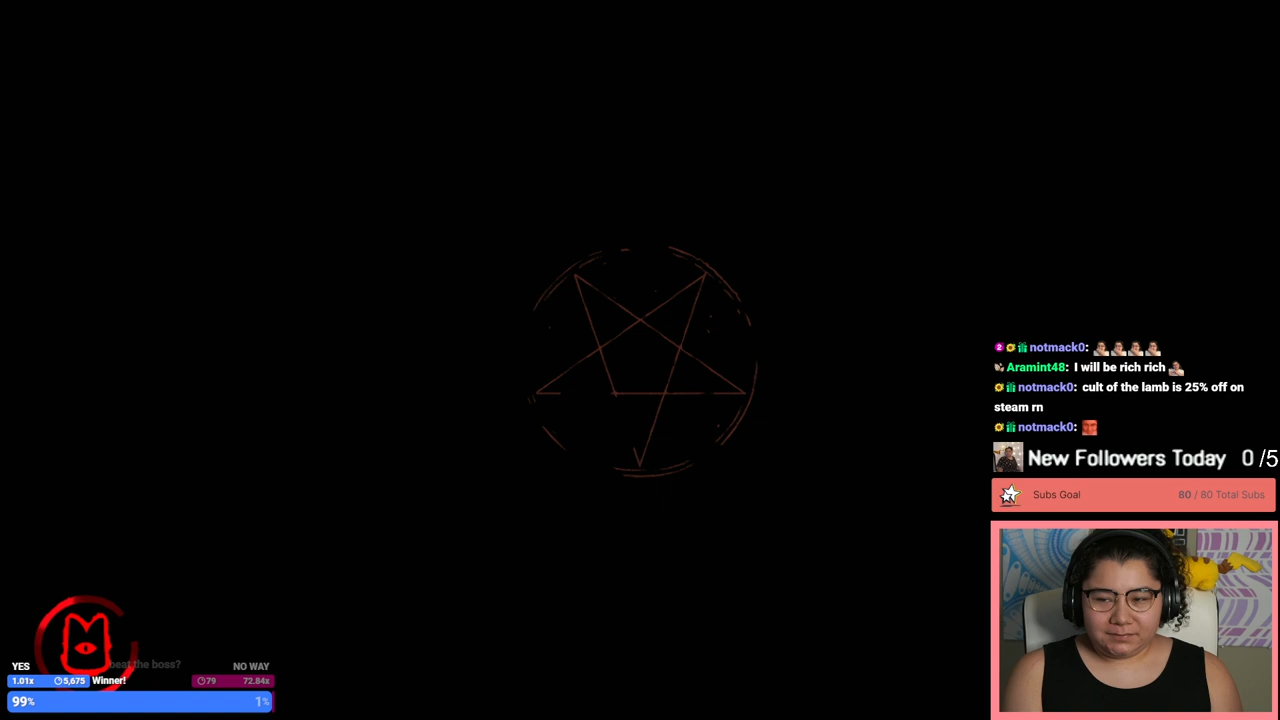 notmack0:
Aramint48: I will be rich rich
notmack0: cult of the lamb is 25% off on
steam rn
notmack0:
New Followers Today 0 /5
Subs Goal 80 / 80 Total Subs
beat the boss?
YES NO WAY
1.01x 5,675 Winner! 79 72.84x
99% 1%